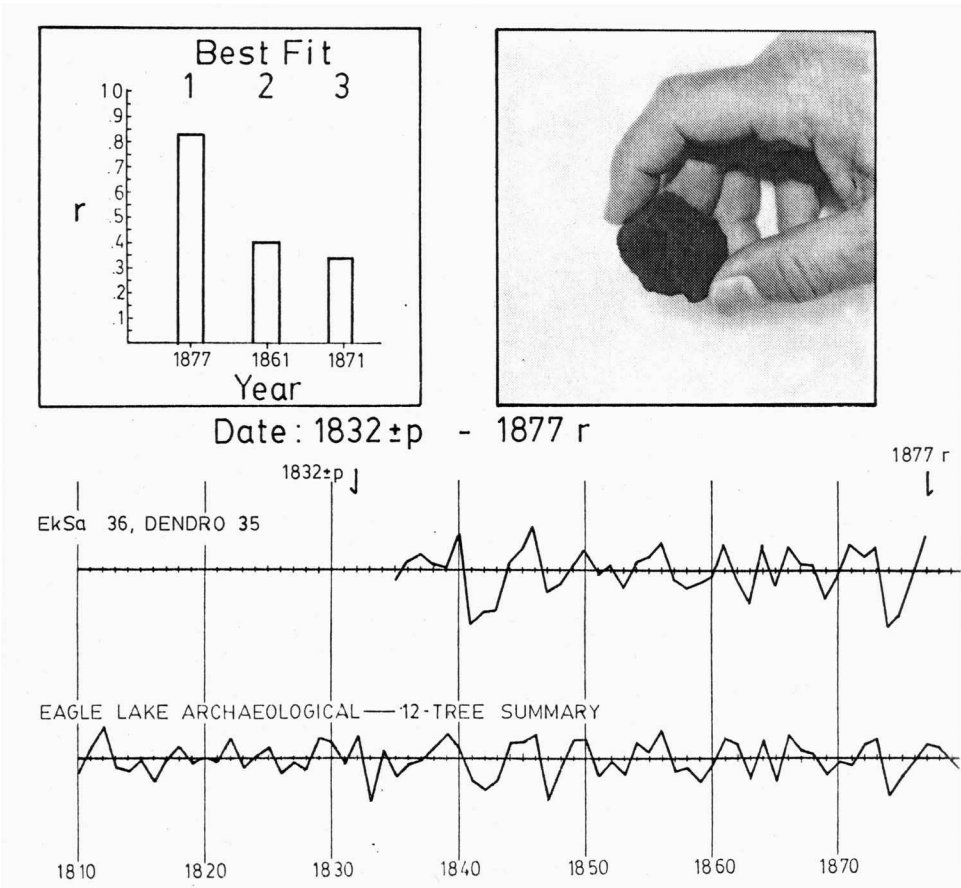 Best Fit
1 2 3
1.0
.9
.8
.7
.6
.5
.4
.3
.2
.1
r
1877 1861 1871
Year
Date: 1832±p - 1877 r
1832±p
1877 r
EkSa 36, DENDRO 35
EAGLE LAKE ARCHAEOLOGICAL — 12-TREE SUMMARY
1810 1820 1830 1840 1850 1860 1870